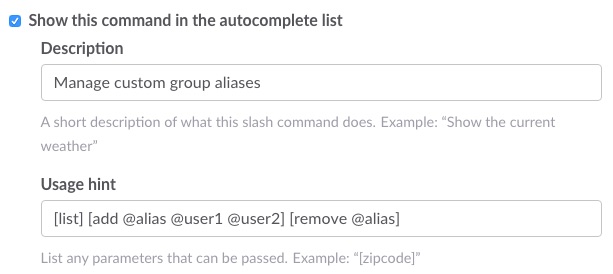 Show this command in the autocomplete list
Description
Manage custom group aliases
A short description of what this slash command does. Example: “Show the current
weather”
Usage hint
[list] [add @alias @user1 @user2] [remove @alias]
List any parameters that can be passed. Example: “[zipcode]”